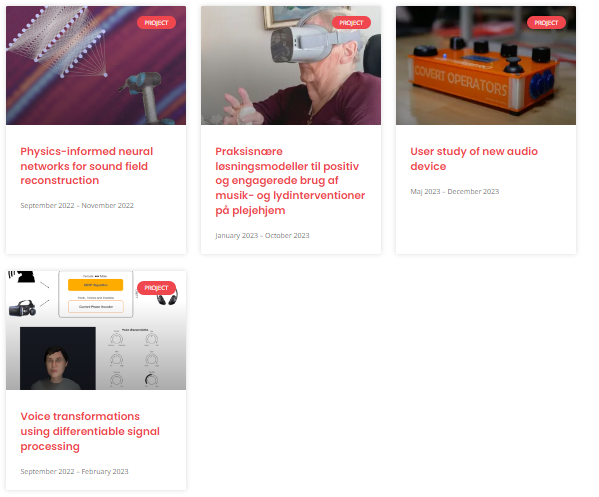 PROJECT
Physics-informed neural
networks for sound field
reconstruction
September 2022 – November 2022
PROJECT
Praksisnære
løsningsmodeller til positiv
og engagerede brug af
musik- og lydinterventioner
på plejehjem
January 2023 – October 2023
PROJECT
COVERT OPERATORS
User study of new audio
device
Maj 2023 – December 2023
PROJECT
Voice transformations
using differentiable signal
processing
September 2022 – February 2023